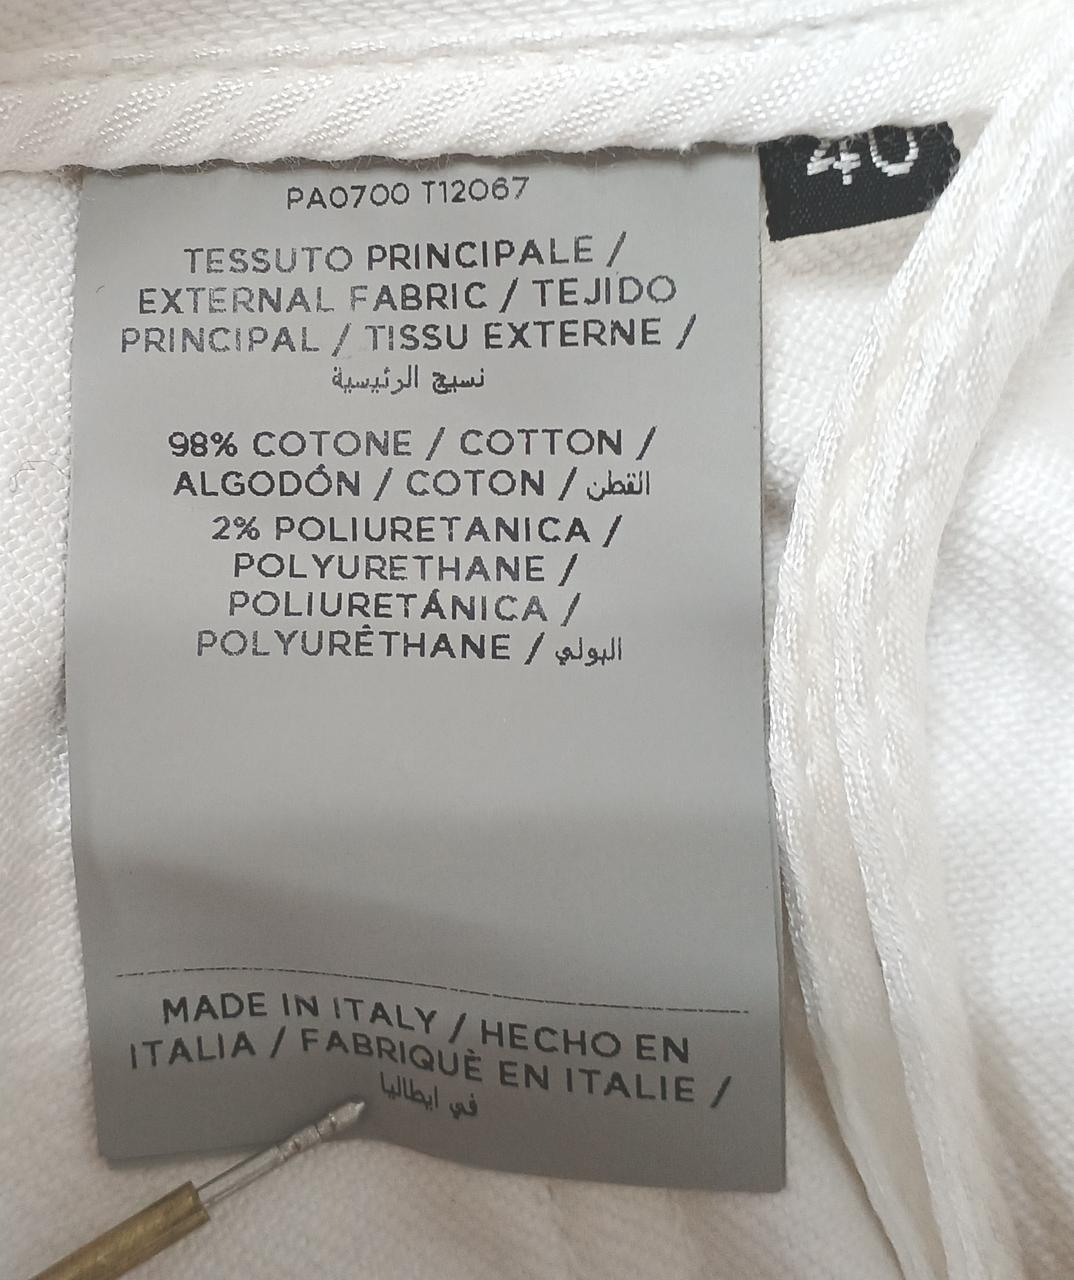 PA0700 T12067
40
TESSUTO PRINCIPALE /
EXTERNAL FABRIC / TEJIDO
PRINCIPAL / TISSU EXTERNE /
نسيج الرئيسية
98% COTONE / COTTON /
ALGODÓN / COTON / القطن
2% POLIURETANICA /
POLYURETHANE /
POLIURETÁNICA /
POLYURÊTHANE / البولي
MADE IN ITALY / HECHO EN
ITALIA / FABRIQUÈ EN ITALIE /
في ايطاليا